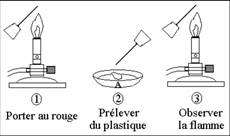 A
1
2
3
Porter au rouge
Prélever
du plastique
Observer
la flamme